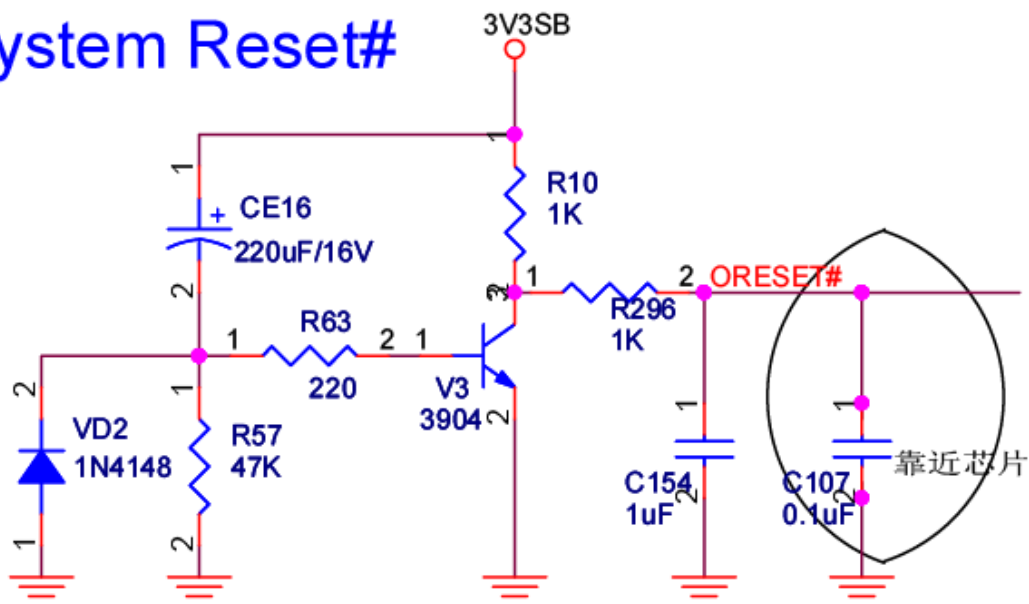 ystem Reset#
3V3SB
1
1
R10
1K
CE16
+
220uF/16V
2
1
2
ORESET#
R296
1K
R63
1
2
1
220
V3
3904
2
2
VD2
1N4148
1
1
R57
47K
2
1
C154
1uF
2
1
C107
0.1uF
2
靠近芯片